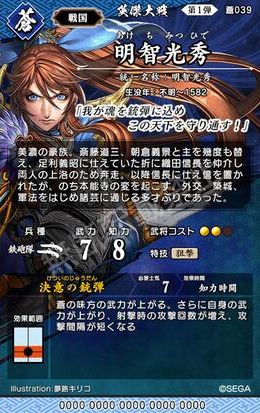 蒼
戦国
英傑大戦
第1弾
蒼039
あけ ち みつ ひで
明智光秀
統一名称:明智光秀
生没年:不明~1582
「我が魂を銃弾に込め
この天下を守り通す!」
美濃の豪族。斎藤道三、朝倉義景と主を幾度も替え、足利義昭に仕えていた折に織田信長を仲介し
両人の上洛のため奔走。以降信長に仕えて信を置か
れたが、のち本能寺の変を起こす。外交、築城、
軍法をはじめ諸芸に通じる多才ぶりであった。
兵種
武力
知力
武将コスト
鉄砲隊
7
8
特技
狙撃
けついのじゅうだん
決意の銃弾
必要士気
7
効果時間
知力時間
効果範囲
蒼の味方の武力が上がる。さらに自身の武
力が上がり、射撃時の攻撃回数が増え、攻
撃間隔が短くなる
Illustration:夢路キリコ
©SEGA
0000-0000-0000-0000-0000